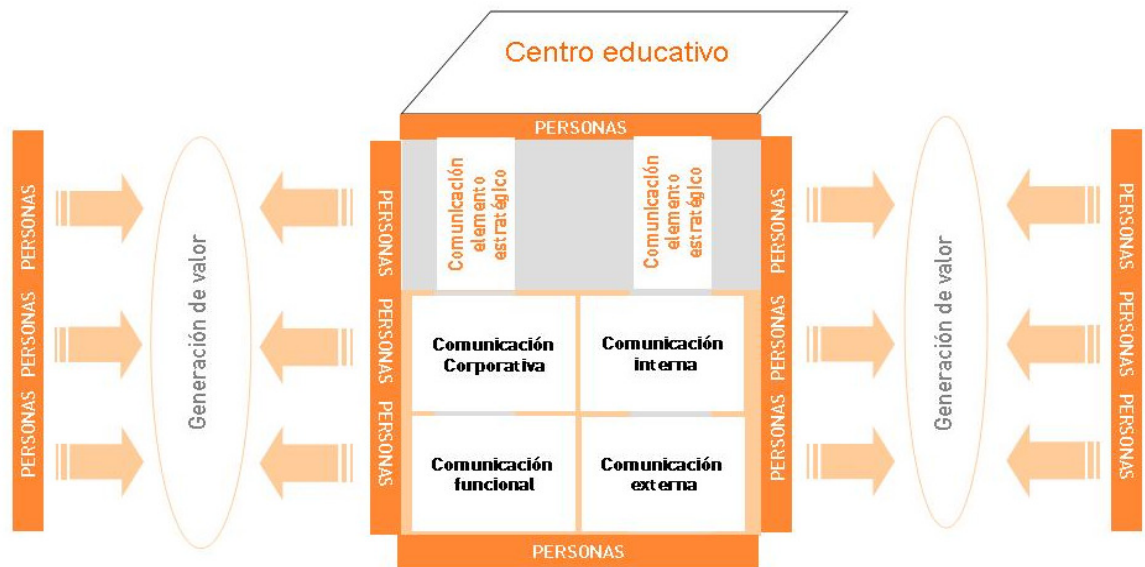 Centro educativo
PERSONAS
Comunicación
elemento
estratégico
Comunicación
elemento
estratégico
PERSONAS
PERSONAS
PERSONAS
Generación de valor
PERSONAS
PERSONAS
PERSONAS
Comunicación
Corporativa
Comunicación
interna
Comunicación
funcional
Comunicación
externa
PERSONAS
PERSONAS
PERSONAS
Generación de valor
PERSONAS
PERSONAS
PERSONAS
PERSONAS